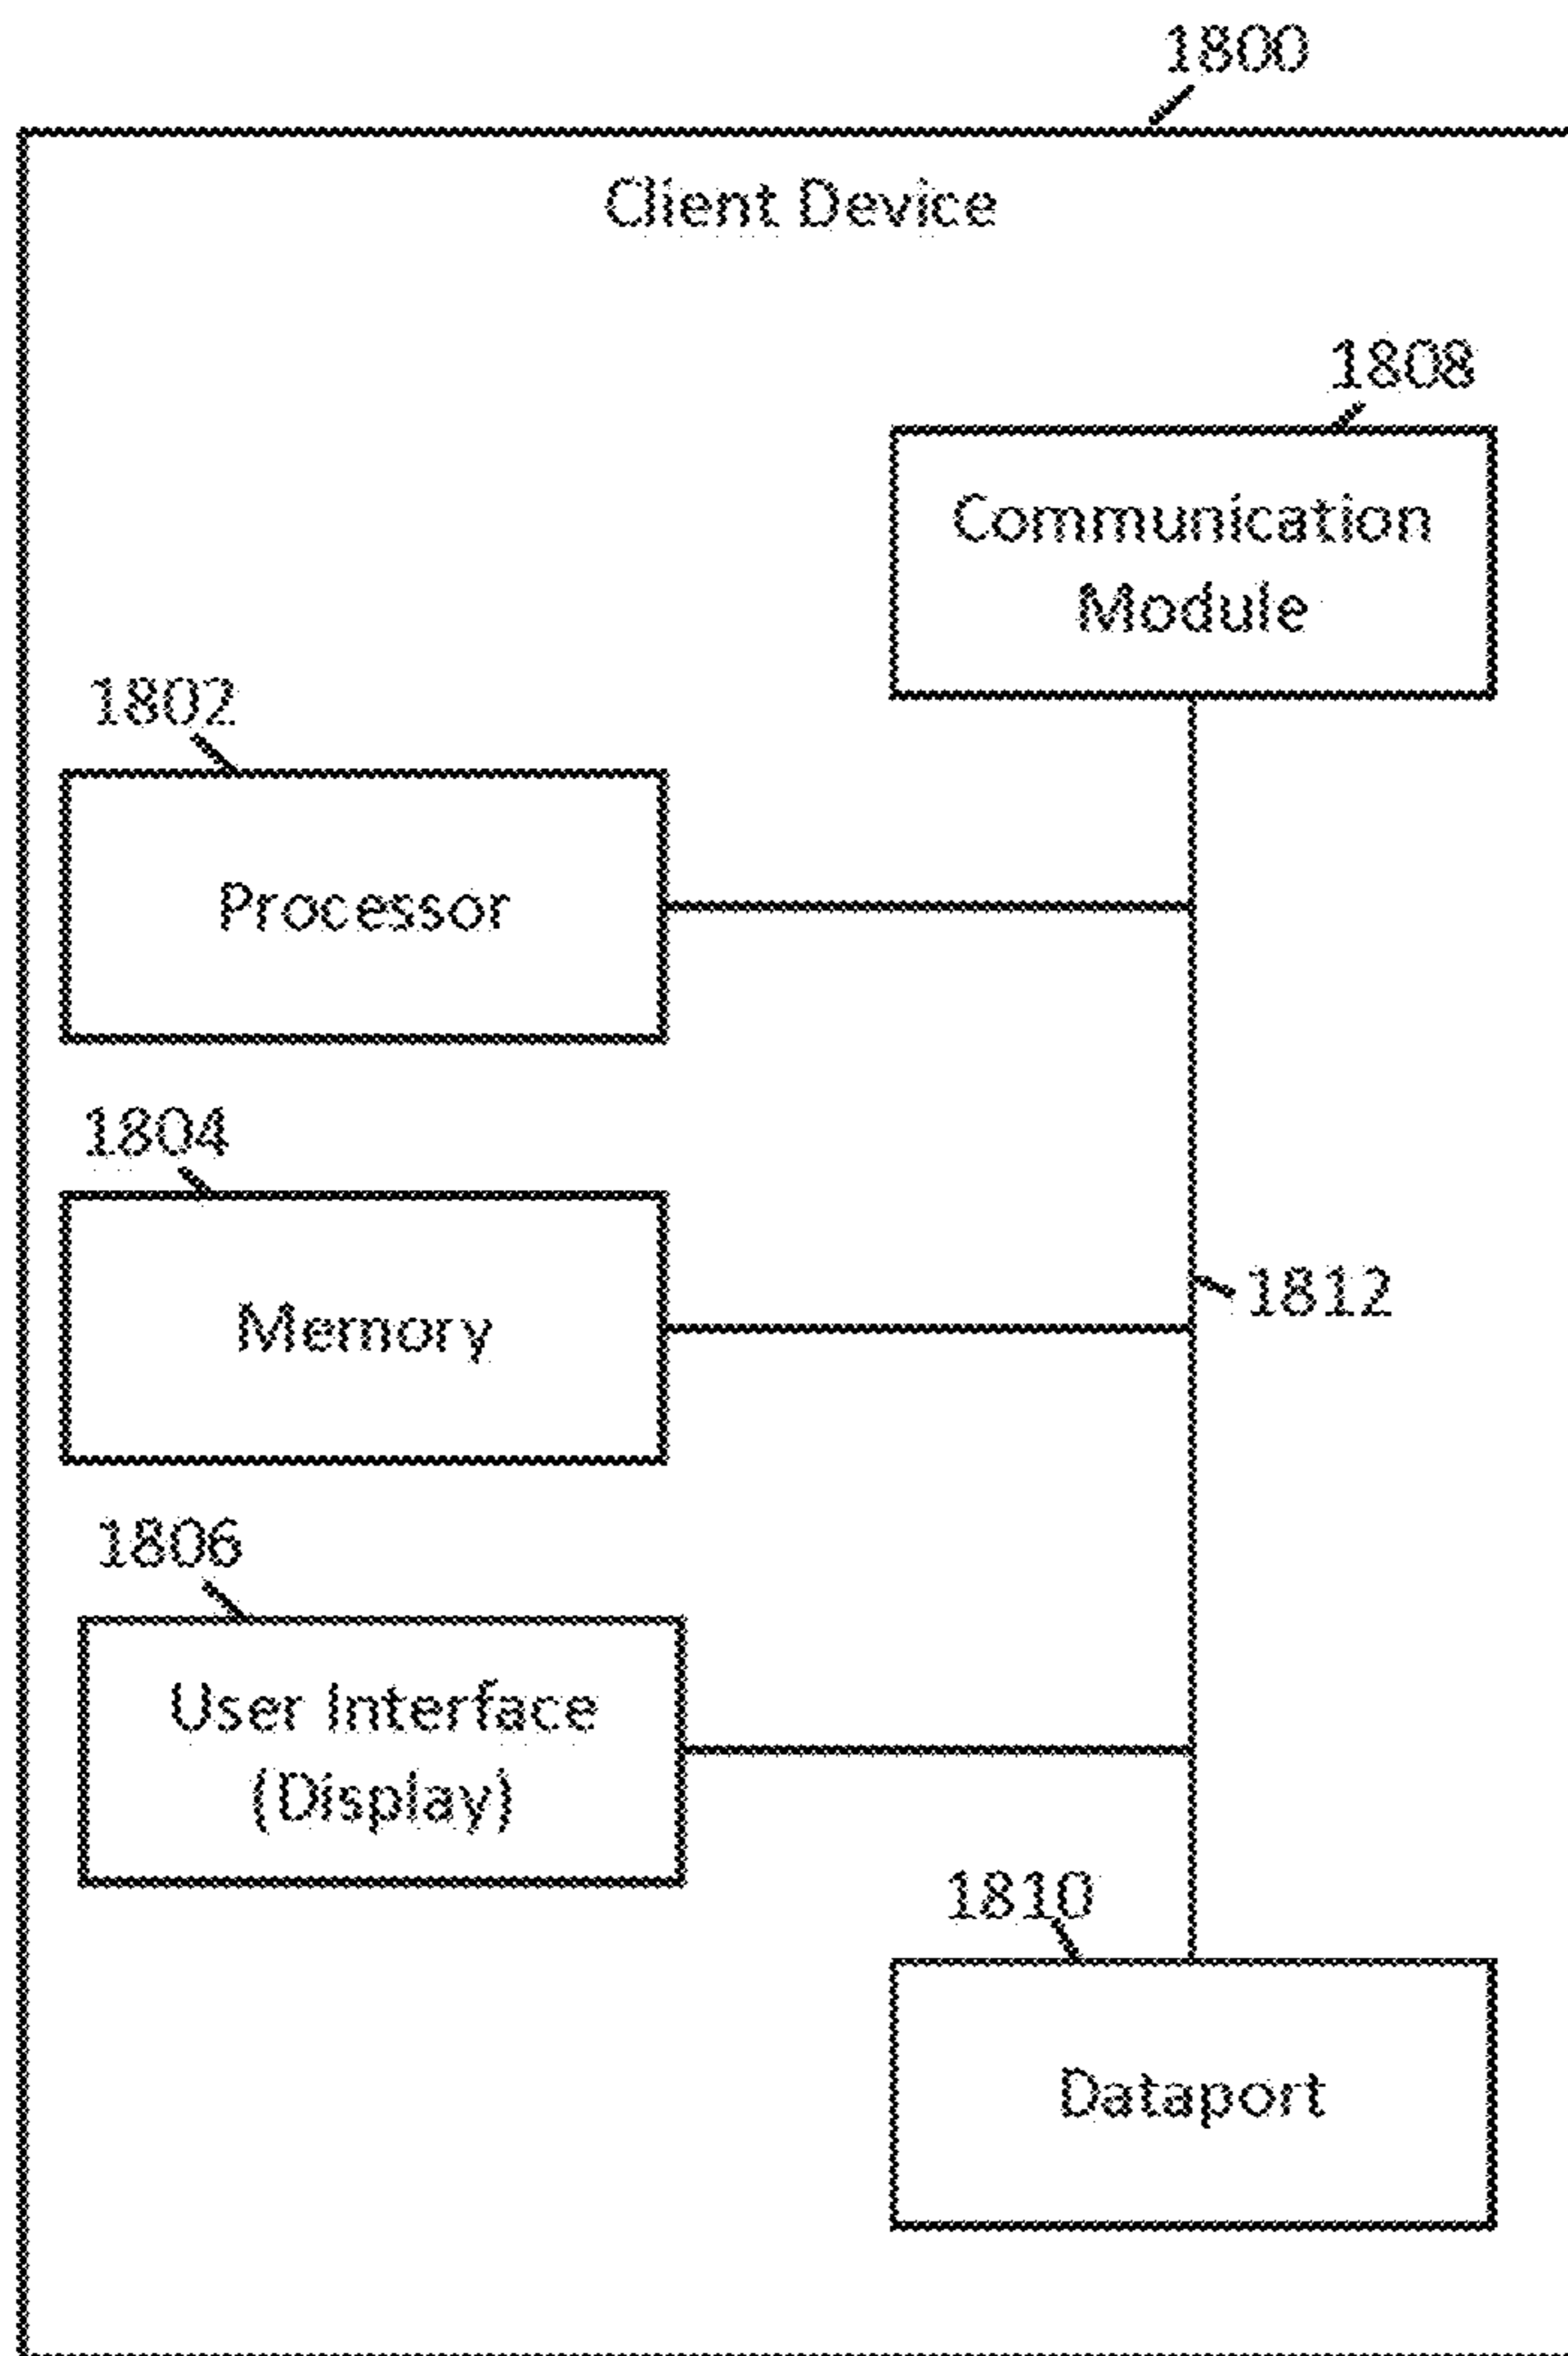 1800
Client Device
1808
Communication
Module
1802
Processor
1804
Memory
1812
1806
User Interface
(Display)
1810
Dataport